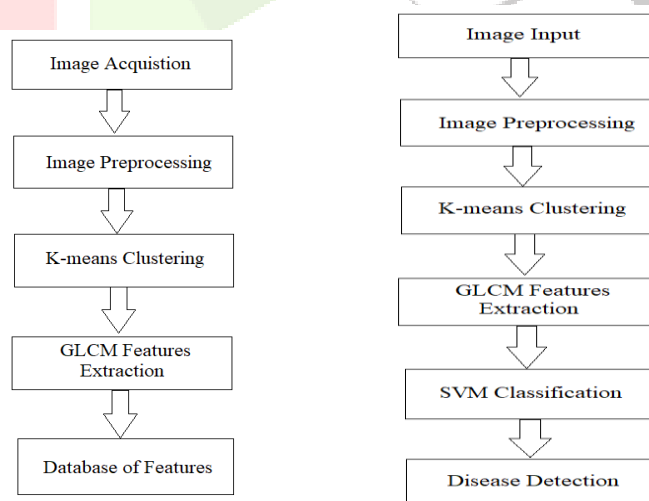 Image Acquistion
Image Preprocessing
K-means Clustering
GLCM Features
Extraction
Database of Features
Image Input
Image Preprocessing
K-means Clustering
GLCM Features
Extraction
SVM Classification
Disease Detection